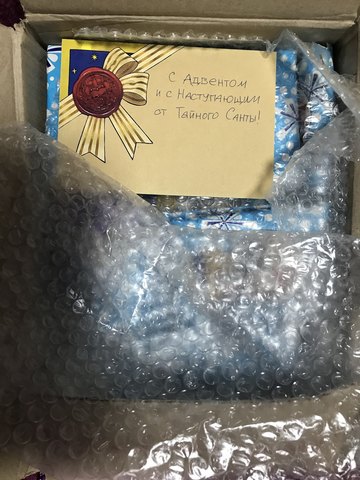 С Адвентом
и с Наступающим
от Тайного Санты!